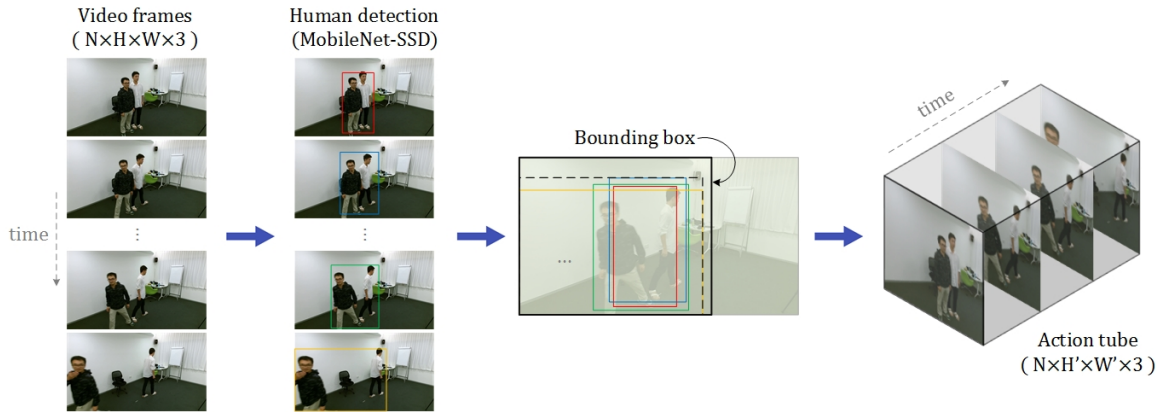 Video frames
( N×H×W×3 )
Human detection
(MobileNet-SSD)
time
⋮
⋮
Bounding box
...
time
Action tube
( N×H’×W’×3 )